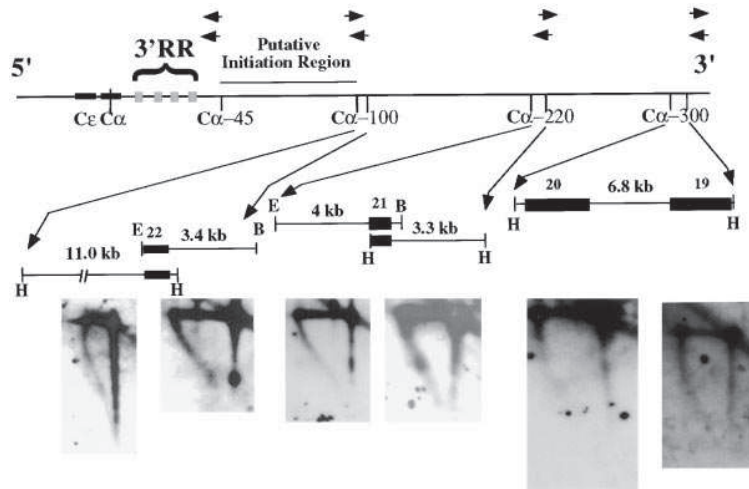 Putative
Initiation Region
3'RR
5'
3'
Cε Cα
Cα–45
Cα–100
Cα–220
Cα–300
E 22 3.4 kb B
11.0 kb
H H
E 4 kb 21 B
H 3.3 kb H
20 6.8 kb 19
H H